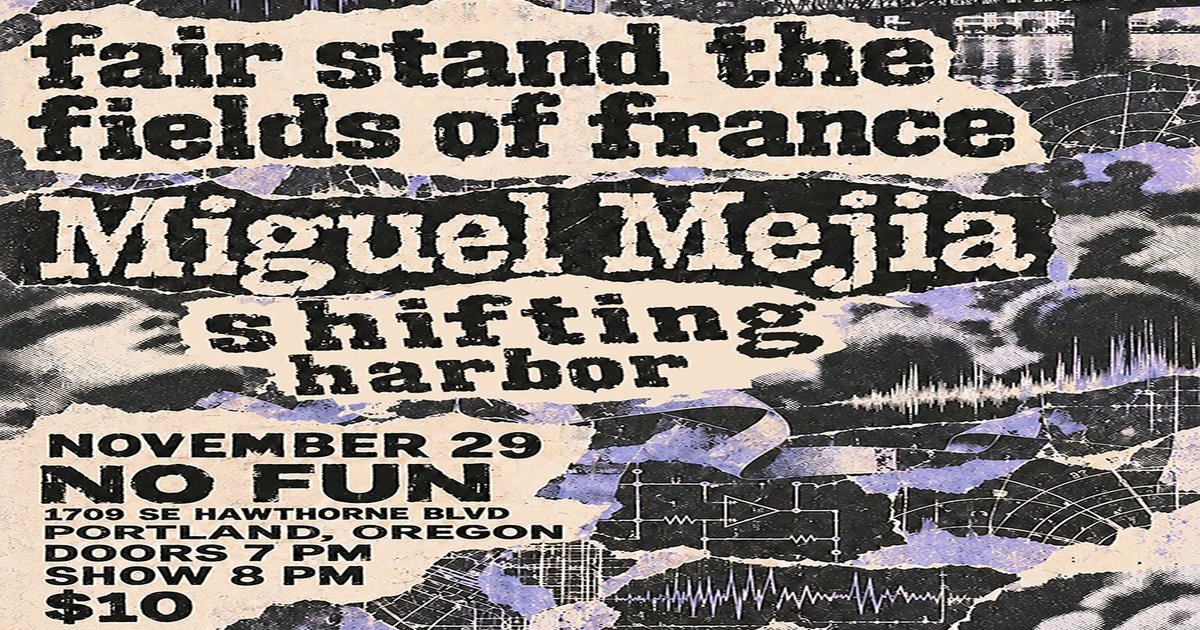 fair stand the
fields of france
Miguel Mejia
shifting
harbor
NOVEMBER 29
NO FUN
1709 SE HAWTHORNE BLVD
PORTLAND, OREGON
DOORS 7 PM
SHOW 8 PM
$10